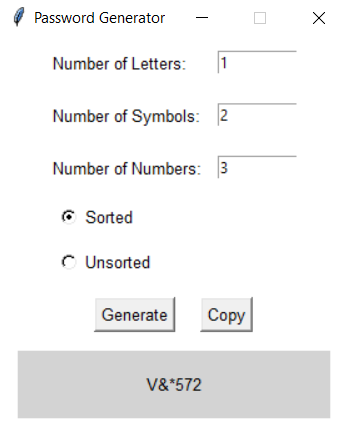 Password Generator
Number of Letters: 1
Number of Symbols: 2
Number of Numbers: 3
Sorted
Unsorted
Generate Copy
V&*572